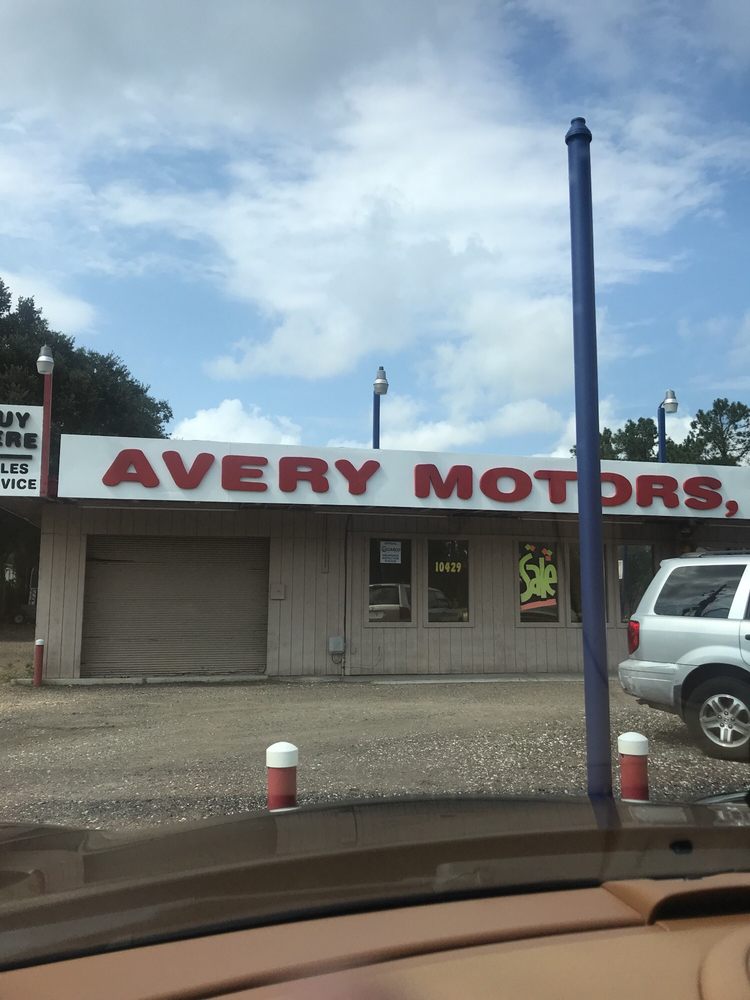 UY
ERE
LES
VICE
AVERY MOTORS,
10429
Sale